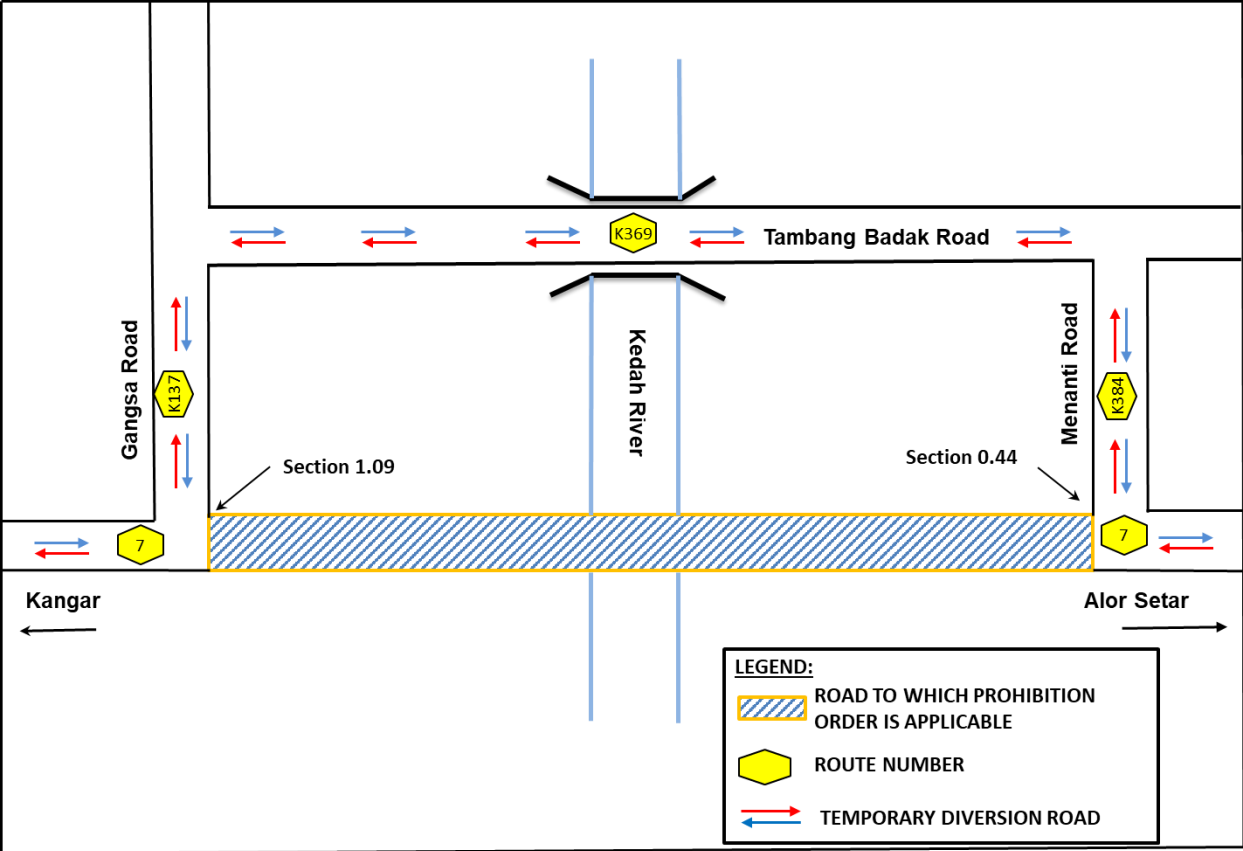 K369
Tambang Badak Road
Gangsa Road
K137
Kedah River
Menanti Road
K384
Section 1.09
Section 0.44
7
7
Kangar
Alor Setar
LEGEND:
ROAD TO WHICH PROHIBITION
ORDER IS APPLICABLE
ROUTE NUMBER
TEMPORARY DIVERSION ROAD